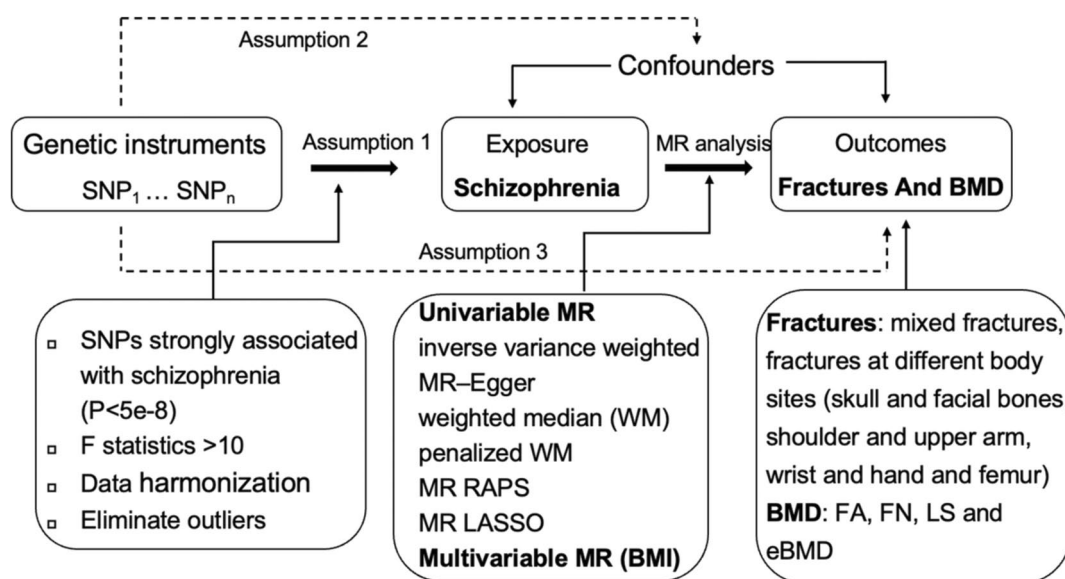 Assumption 2
Confounders
Genetic instruments
SNP1 … SNPn
Assumption 1
Exposure
Schizophrenia
MR analysis
Outcomes
Fractures And BMD
Assumption 3
SNPs strongly associated
with schizophrenia
(P<5e-8)
F statistics >10
Data harmonization
Eliminate outliers
Univariable MR
inverse variance weighted
MR–Egger
weighted median (WM)
penalized WM
MR RAPS
MR LASSO
Multivariable MR (BMI)
Fractures: mixed fractures,
fractures at different body
sites (skull and facial bones
shoulder and upper arm,
wrist and hand and femur)
BMD: FA, FN, LS and
eBMD